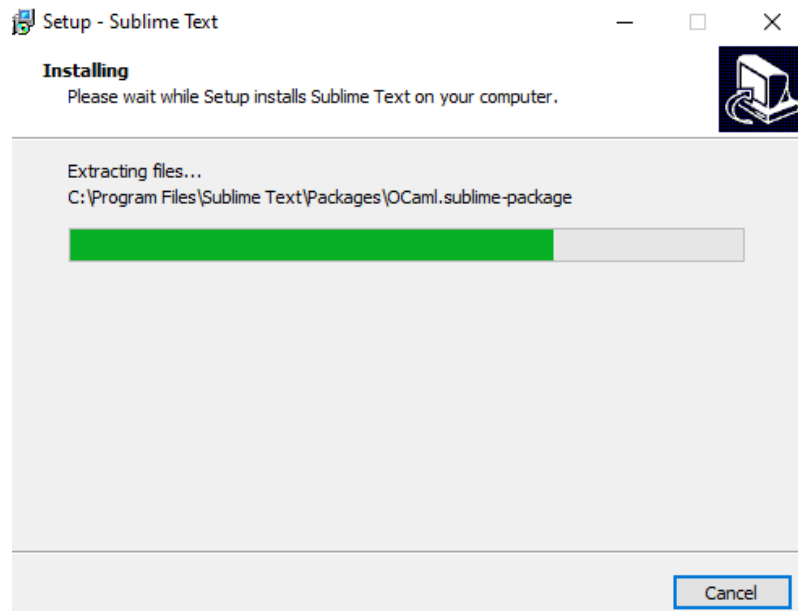 Setup - Sublime Text
Installing
Please wait while Setup installs Sublime Text on your computer.
Extracting files...
C:\Program Files\Sublime Text\Packages\OCaml.sublime-package
Cancel